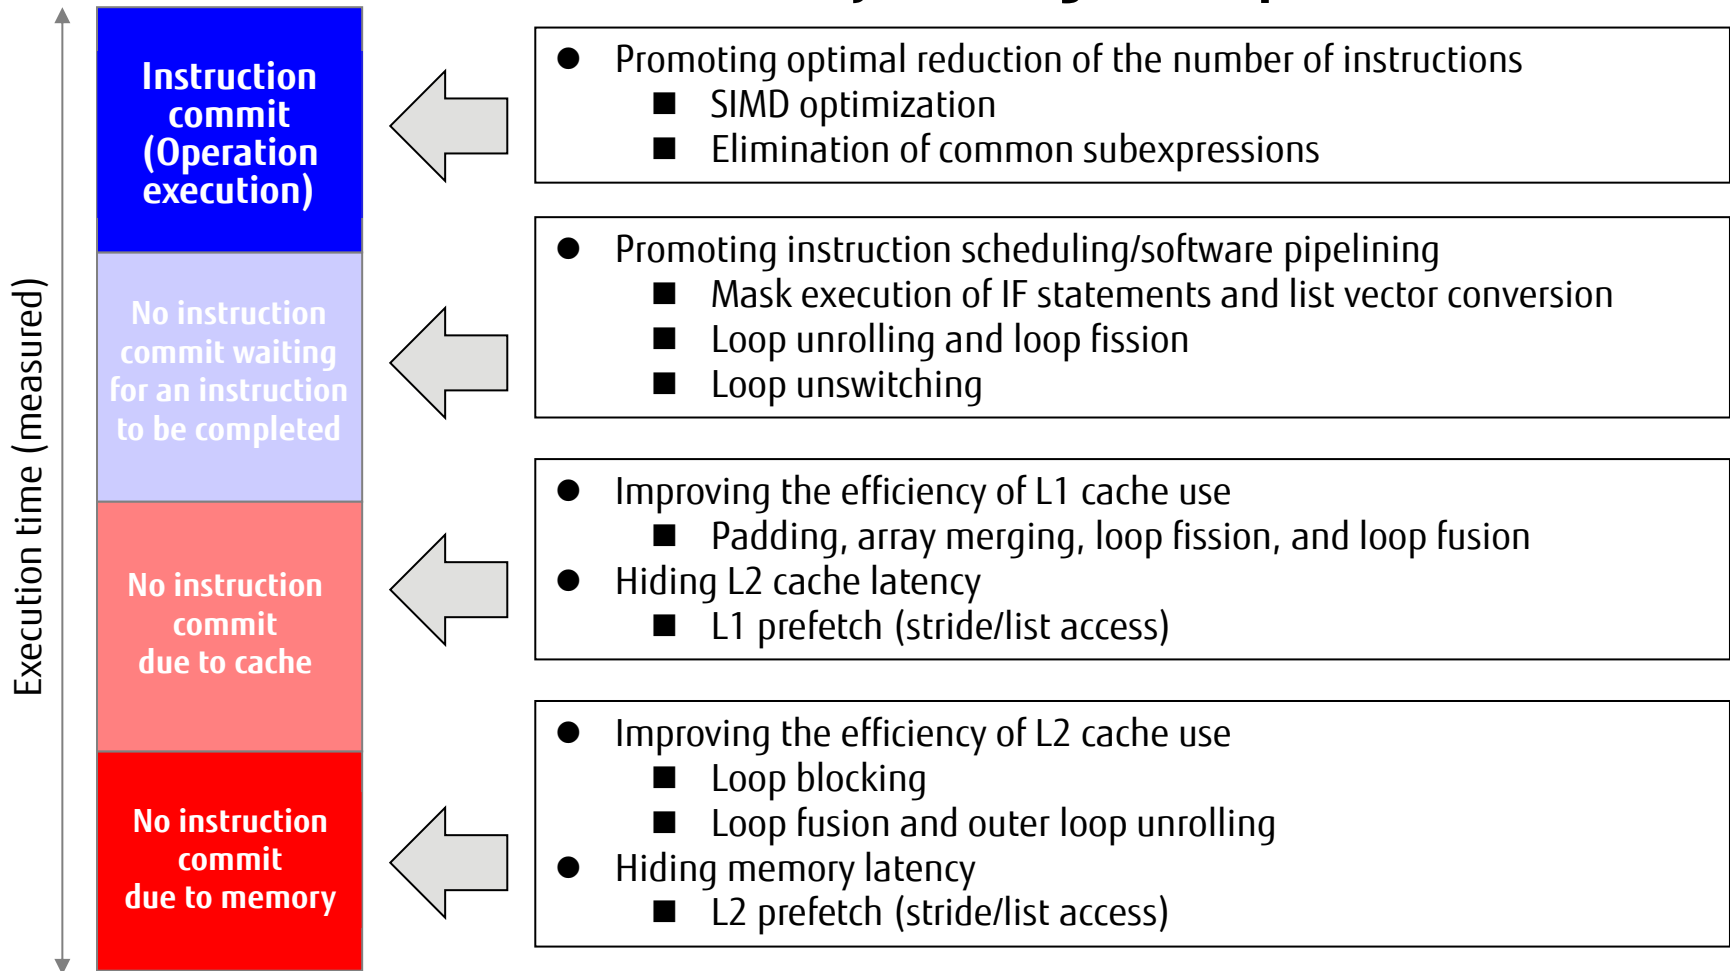 Instruction
commit
(Operation
execution)
No instruction
commit waiting
for an instruction
to be completed
No instruction
commit
due to cache
No instruction
commit
due to memory
Execution time (measured)
● Promoting optimal reduction of the number of instructions
■ SIMD optimization
■ Elimination of common subexpressions
● Promoting instruction scheduling/software pipelining
■ Mask execution of IF statements and list vector conversion
■ Loop unrolling and loop fission
■ Loop unswitching
● Improving the efficiency of L1 cache use
■ Padding, array merging, loop fission, and loop fusion
● Hiding L2 cache latency
■ L1 prefetch (stride/list access)
● Improving the efficiency of L2 cache use
■ Loop blocking
■ Loop fusion and outer loop unrolling
● Hiding memory latency
■ L2 prefetch (stride/list access)